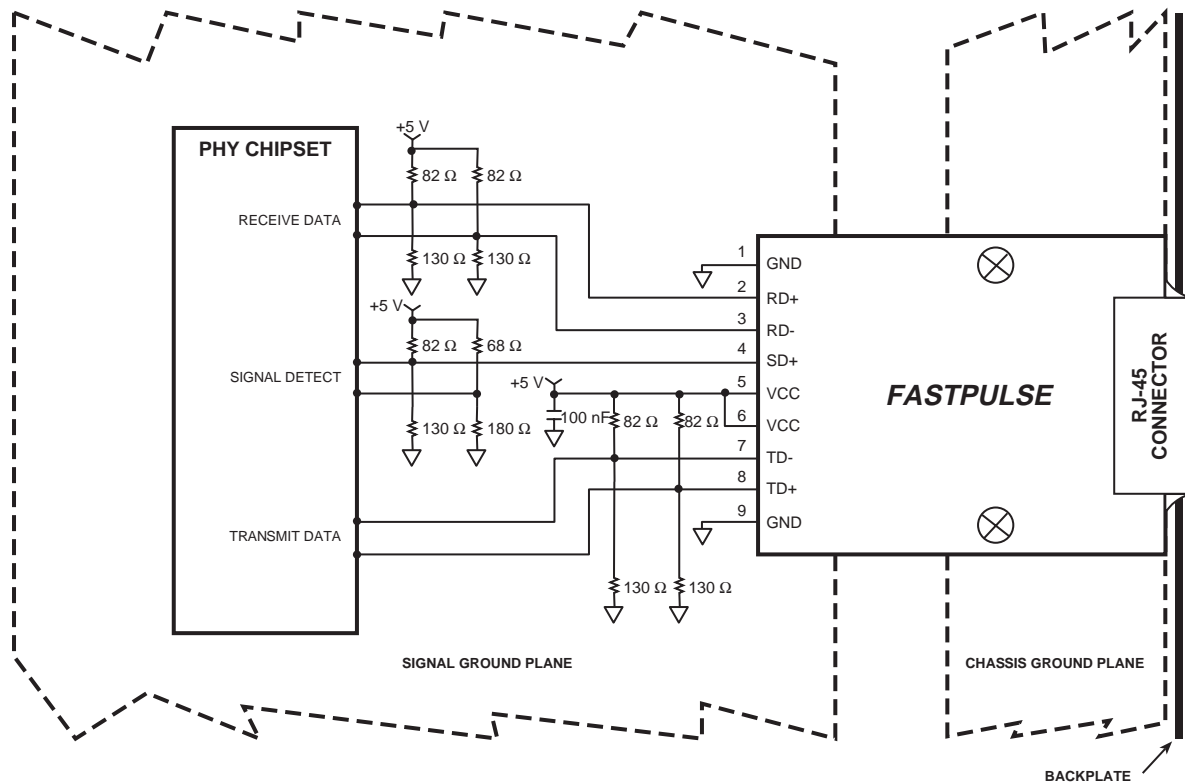 +5 V
PHY CHIPSET
82 Ω 82 Ω
RECEIVE DATA
130 Ω 130 Ω
+5 V
82 Ω 68 Ω
SIGNAL DETECT
130 Ω 180 Ω
+5 V
100 nF
82 Ω 82 Ω
TRANSMIT DATA
130 Ω 130 Ω
1 GND
2 RD+
3 RD-
4 SD+
5 VCC
6 VCC
7 TD-
8 TD+
9 GND
FASTPULSE
RJ-45
CONNECTOR
SIGNAL GROUND PLANE
CHASSIS GROUND PLANE
BACKPLATE